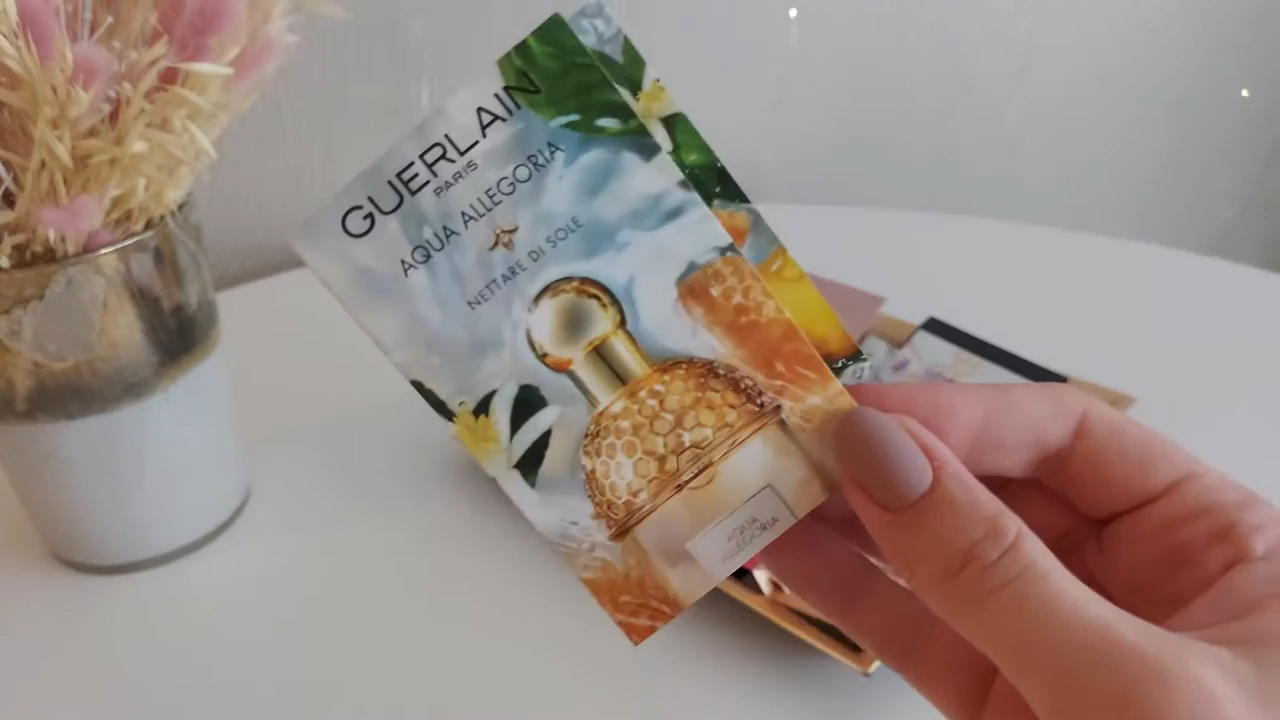 GUERLAIN
PARIS
AQUA ALLEGORIA
NETTARE DI SOLE
AQUA
ALLEGORIA